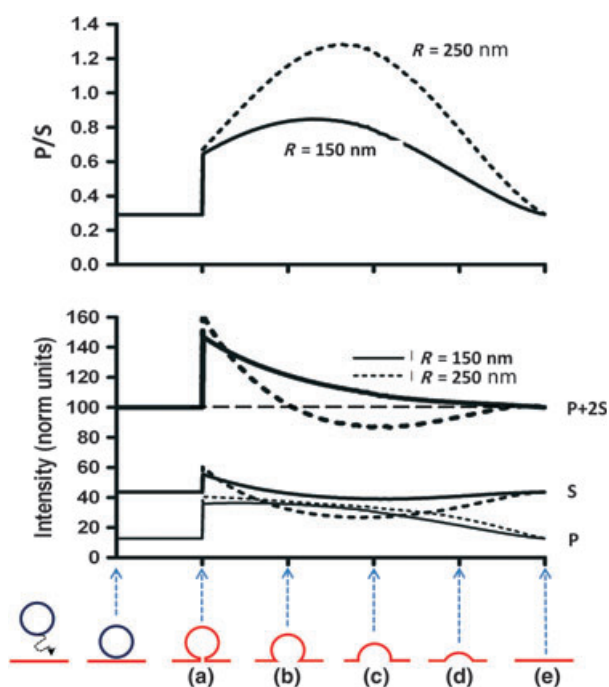 1.4
1.2
R = 250 nm
1.0
P/S
0.8
0.6
R = 150 nm
0.4
0.2
0.0
160
140
R = 150 nm
R = 250 nm
120
100
P+2S
80
Intensity (norm units)
60
S
40
20
P
0
(a) (b) (c) (d) (e)